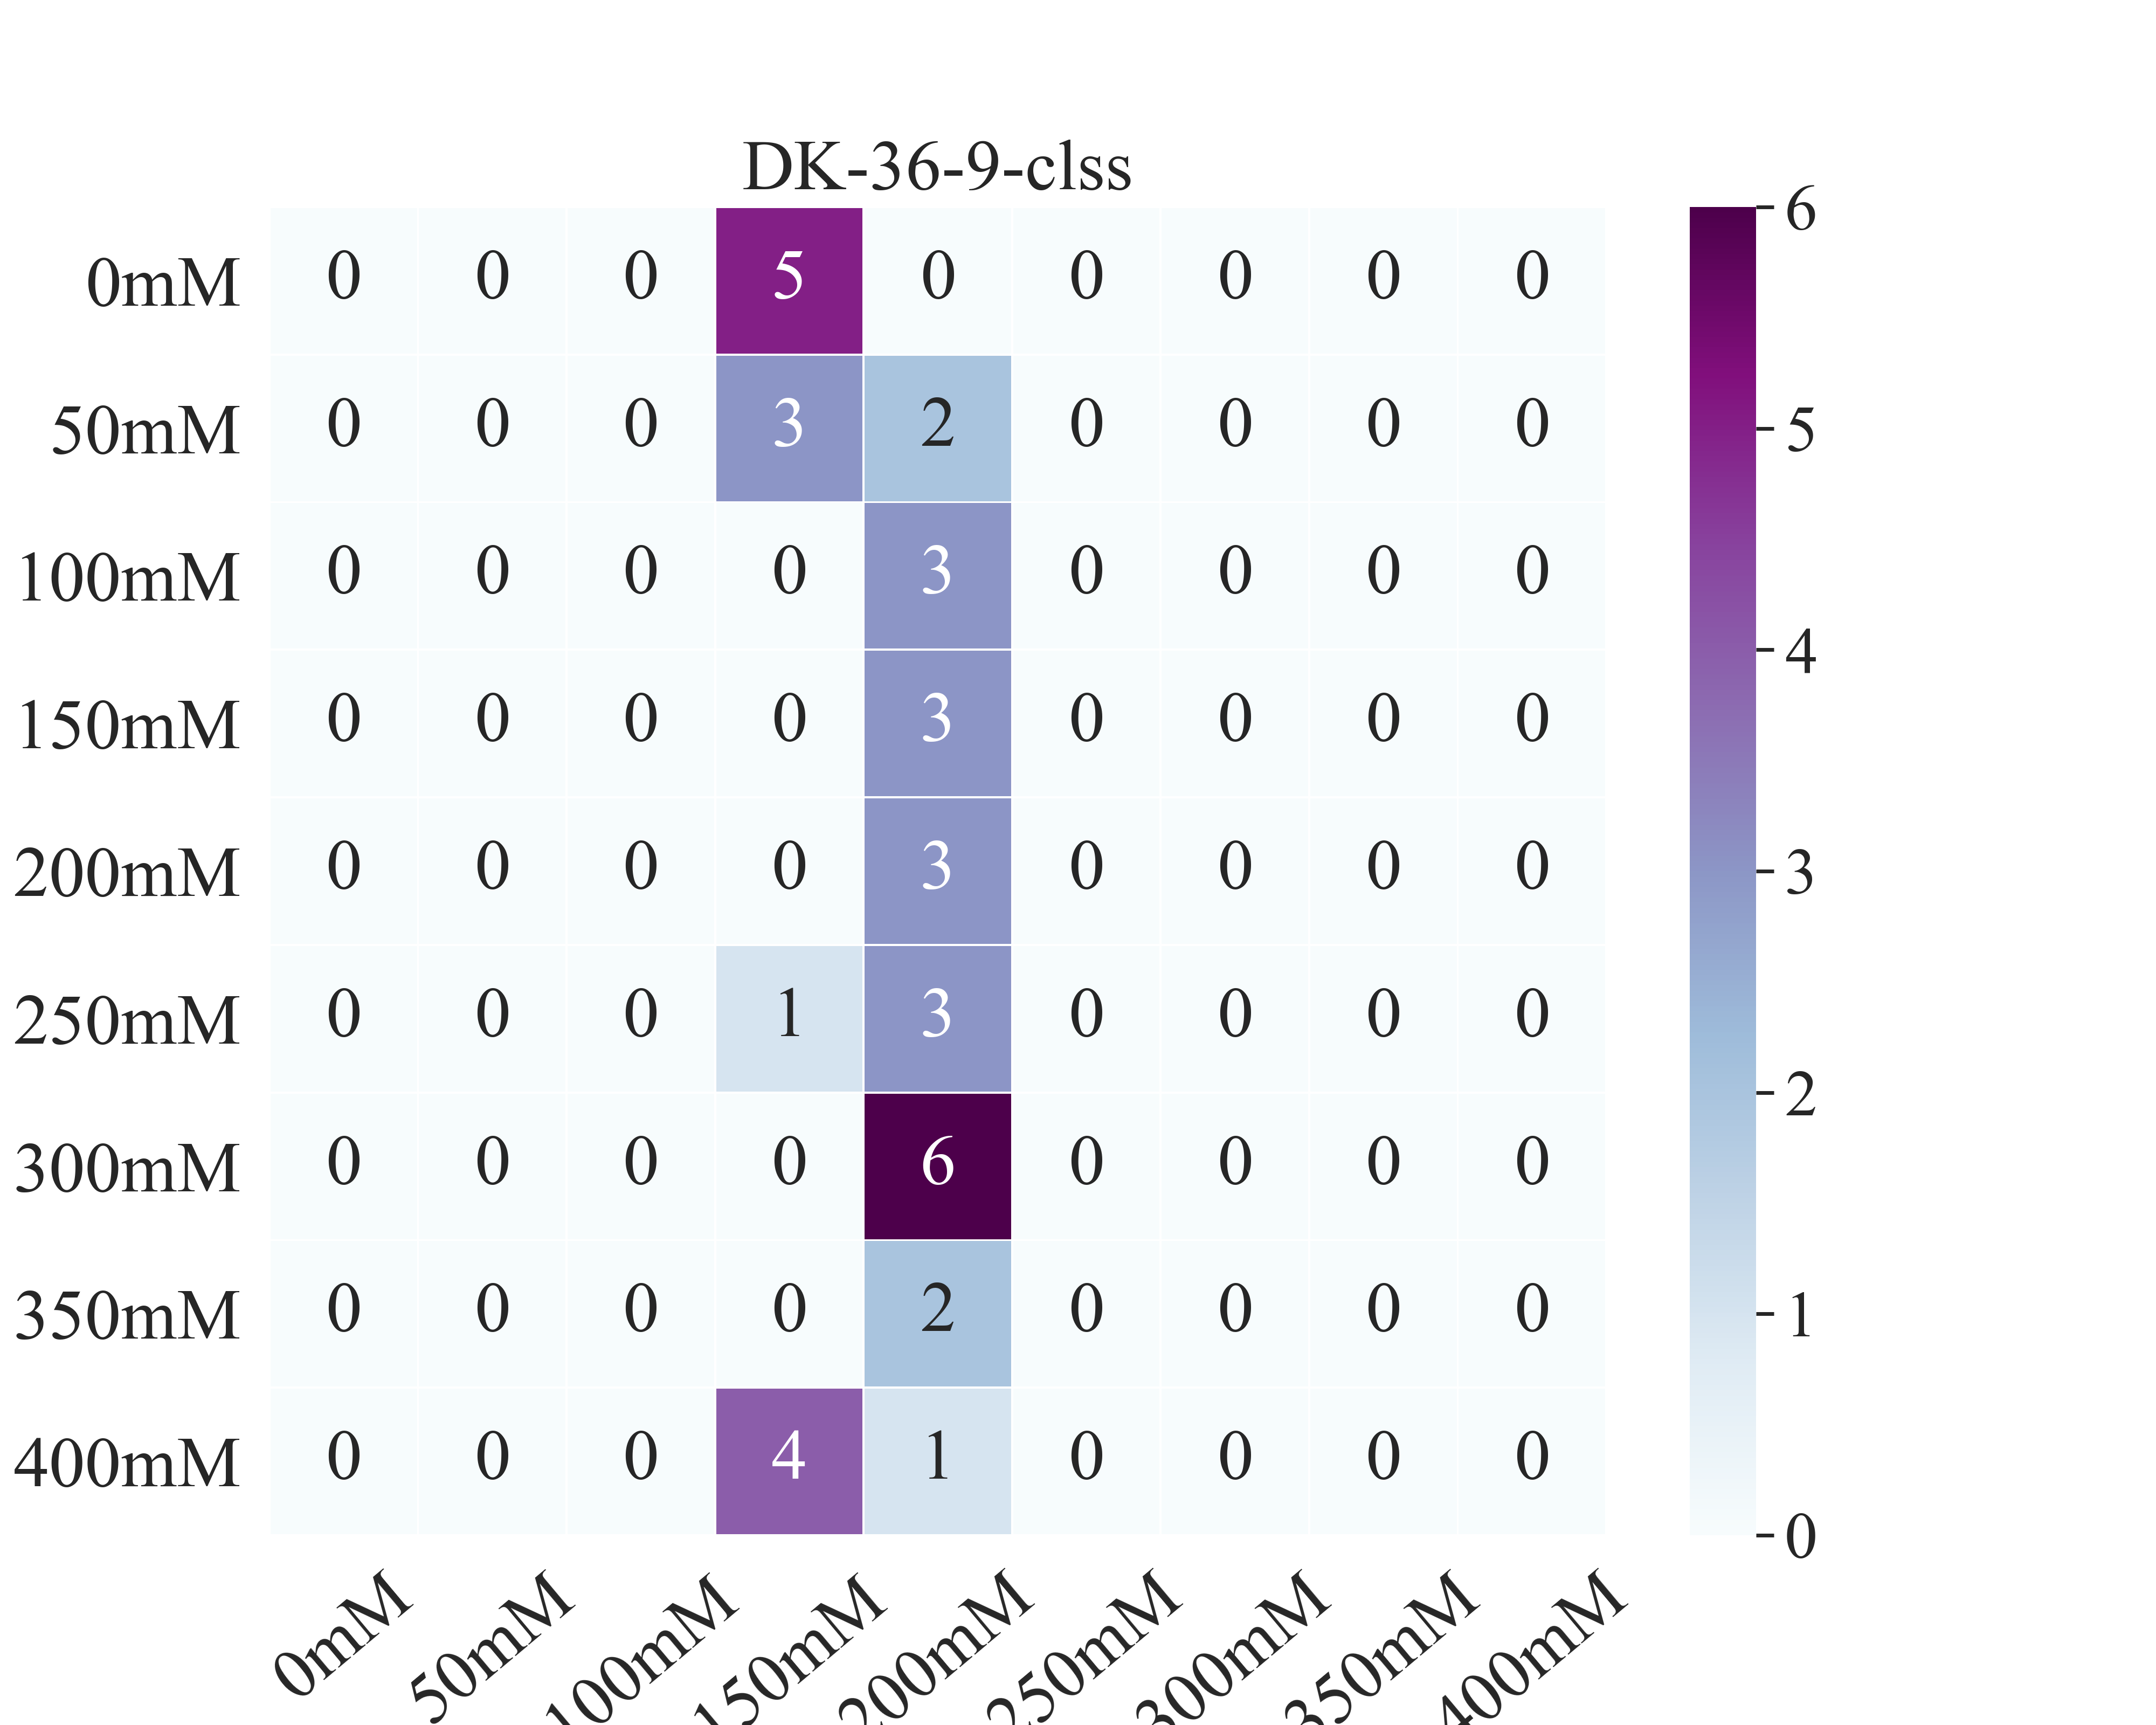 DK-36-9-clss
0mM 0 0 0 5 0 0 0 0 0
50mM 0 0 0 3 2 0 0 0 0
100mM 0 0 0 0 3 0 0 0 0
150mM 0 0 0 0 3 0 0 0 0
200mM 0 0 0 0 3 0 0 0 0
250mM 0 0 0 1 3 0 0 0 0
300mM 0 0 0 0 6 0 0 0 0
350mM 0 0 0 0 2 0 0 0 0
400mM 0 0 0 4 1 0 0 0 0
0mM 50mM 100mM 150mM 200mM 250mM 300mM 350mM 400mM
6
5
4
3
2
1
0